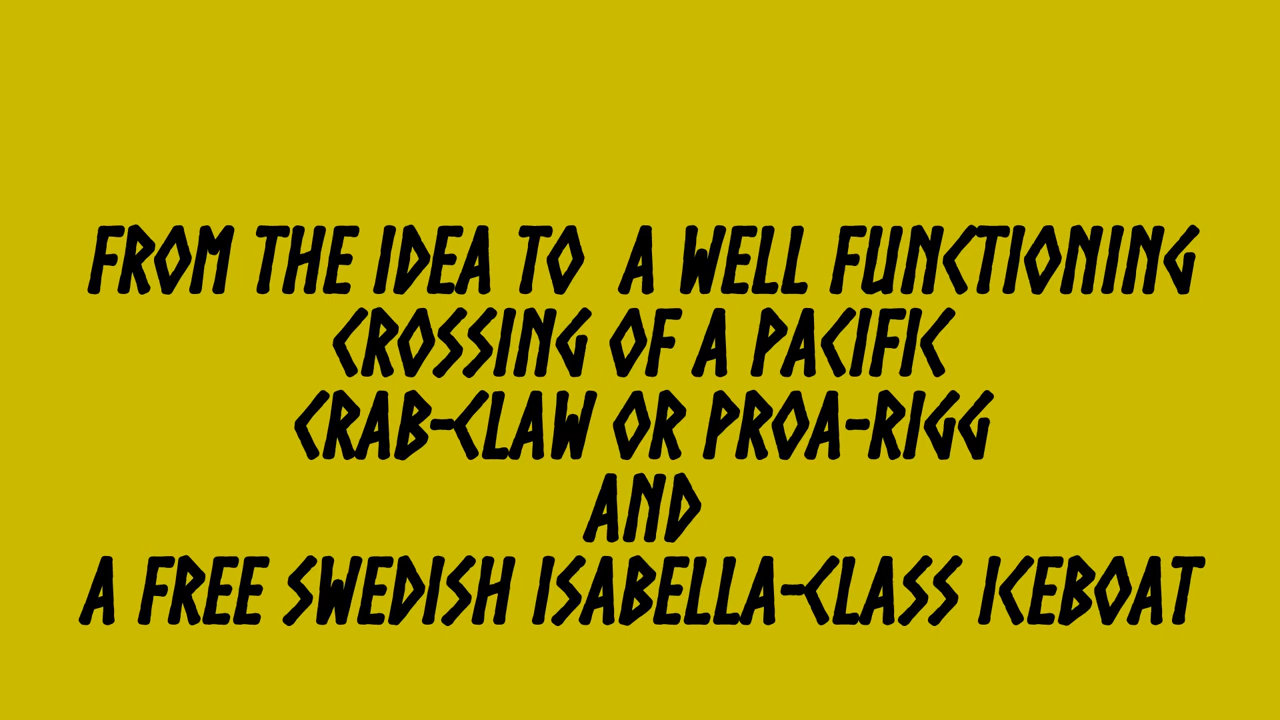 FROM THE IDEA TO  A WELL FUNCTIONING
CROSSING OF A PACIFIC
CRAB-CLAW OR PROA-RIGG
AND
A FREE SWEDISH ISABELLA-CLASS ICEBOAT